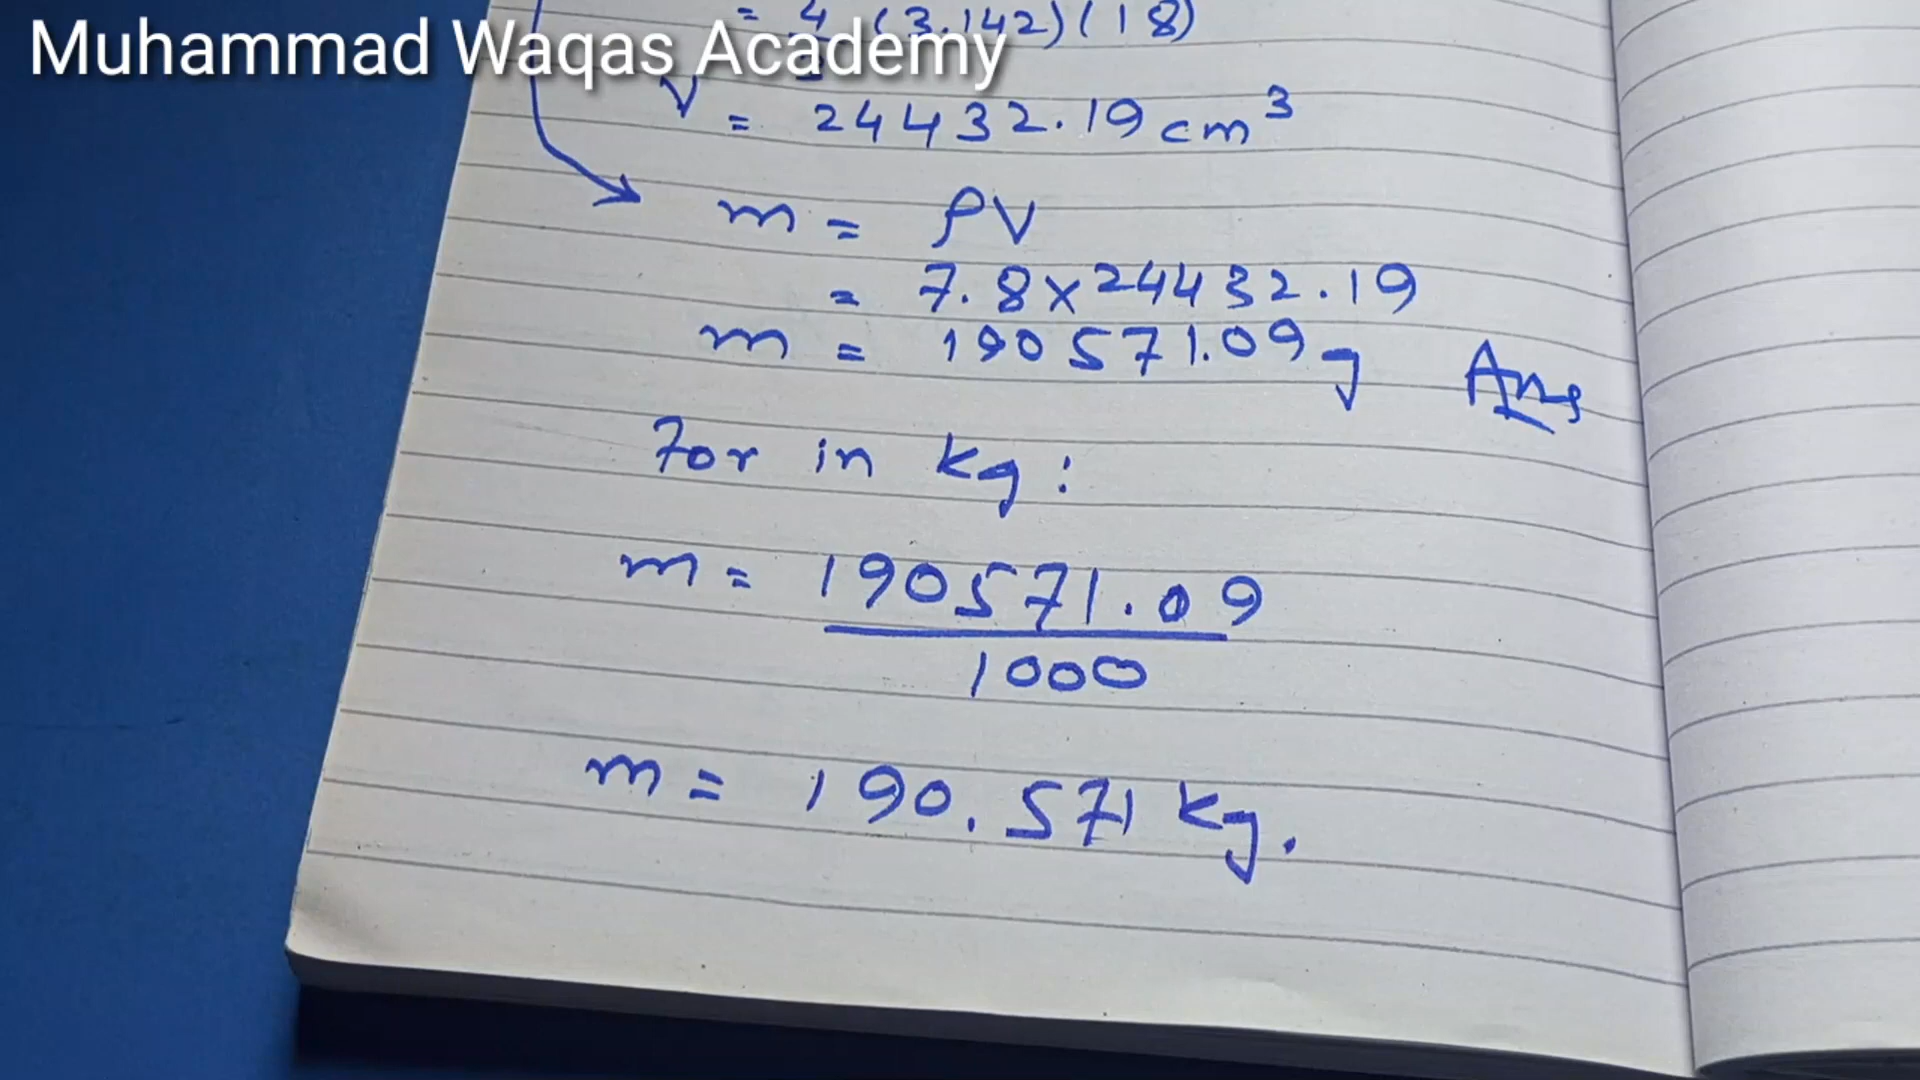 = 4 (3.142)(18)
Muhammad Waqas Academy
V = 24432.19 cm³
m = ρV
= 7.8×24432.19
m = 190571.09g Ans
For in kg:
m = 190571.09
1000
m = 190.571 kg.